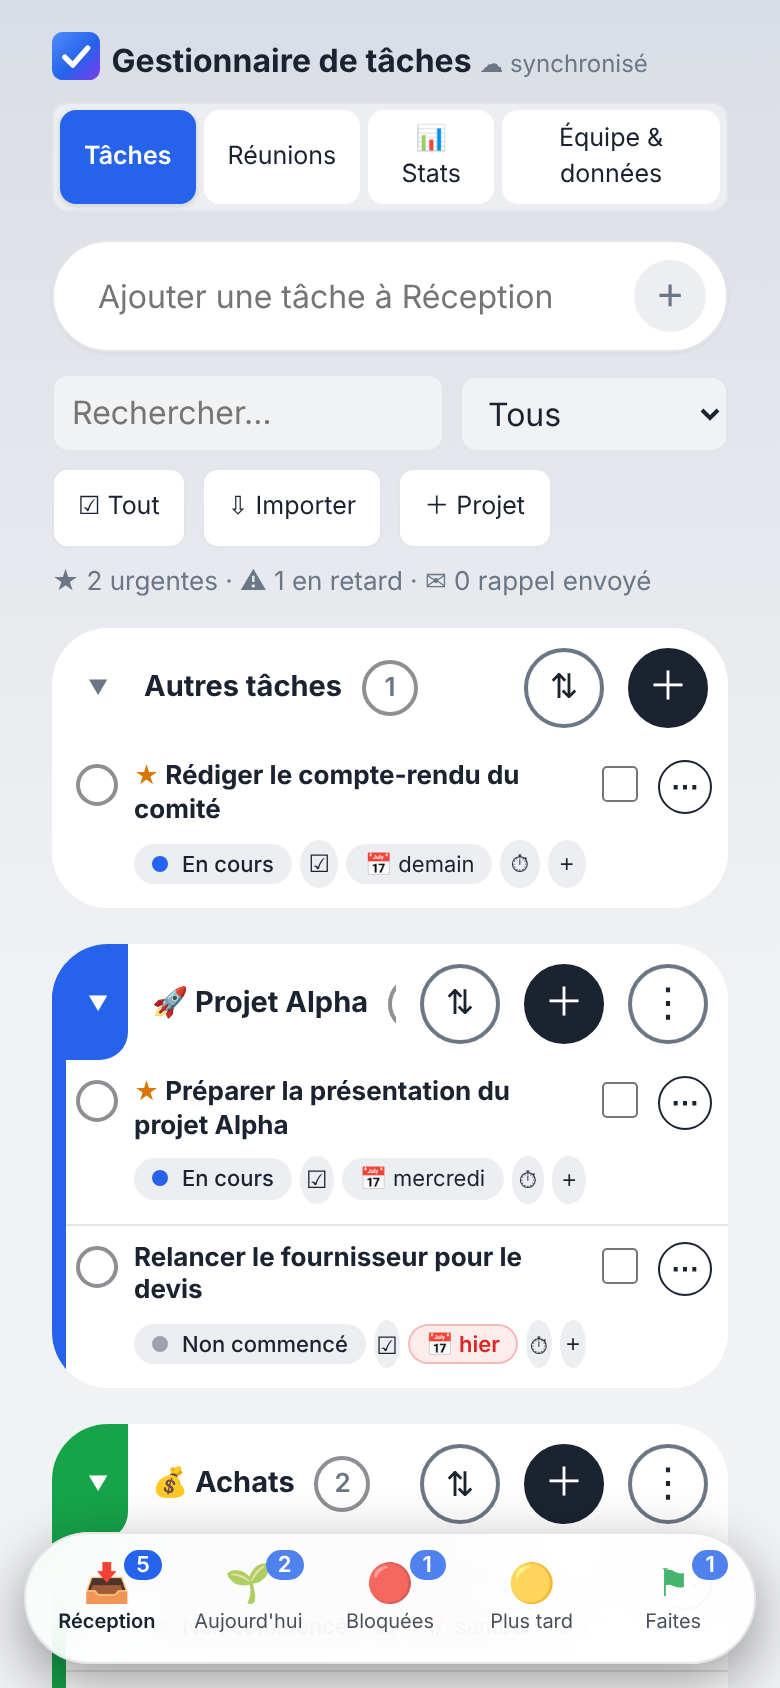 Gestionnaire de tâches ☁ synchronisé
Tâches
Réunions
📊 Stats
Équipe & données
Ajouter une tâche à Réception
+
Rechercher...
Tous
☑ Tout
⇩ Importer
+ Projet
★ 2 urgentes · ⚠ 1 en retard · ✉ 0 rappel envoyé
▼ Autres tâches 1 ⇅ +
★ Rédiger le compte-rendu du
comité
En cours ☑ 📅 demain ⏱ +
▼ 🚀 Projet Alpha ⇅ + ⋮
★ Préparer la présentation du
projet Alpha
En cours ☑ 📅 mercredi ⏱ +
Relancer le fournisseur pour le
devis
Non commencé ☑ 📅 hier ⏱ +
▼ 💰 Achats 2 ⇅ + ⋮
5 2 1 1
Réception Aujourd'hui Bloquées Plus tard Faites